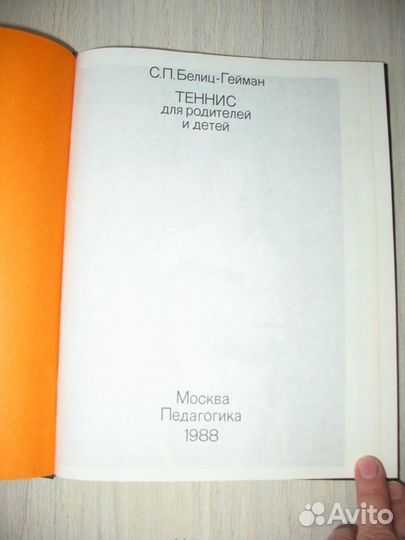 С.П. Белиц-Гейман
ТЕННИС
для родителей
и детей
Москва
Педагогика
1988
Avito